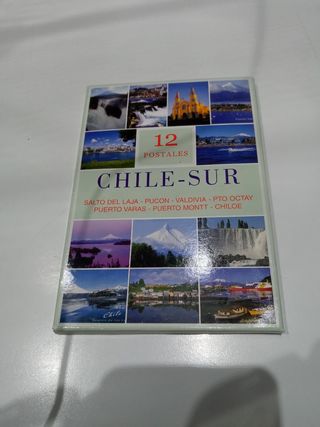 12
POSTALES
CHILE-SUR
SALTO DEL LAJA - PUCON - VALDIVIA - PTO OCTAY
PUERTO VARAS - PUERTO MONTT - CHILOE
Chile